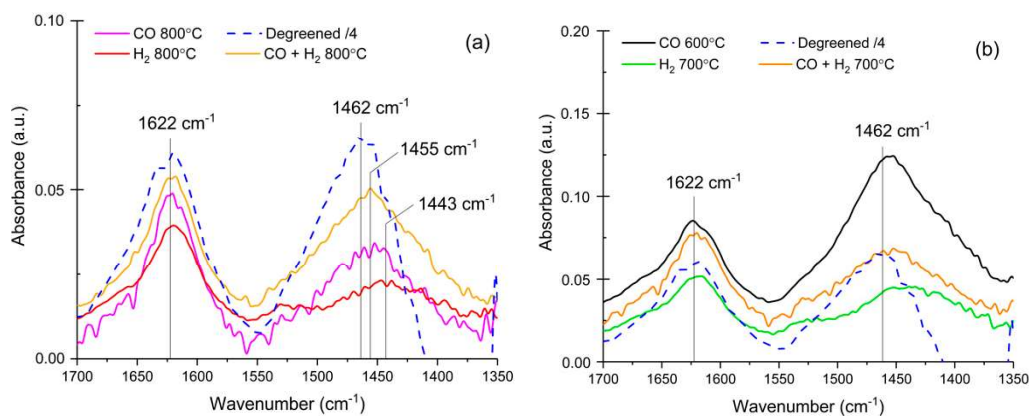 0.10
CO 800°C
Degreened /4
(a)
H₂ 800°C
CO + H₂ 800°C
1622 cm⁻¹
1462 cm⁻¹
1455 cm⁻¹
1443 cm⁻¹
0.05
0.00
Absorbance (a.u.)
1700 1650 1600 1550 1500 1450 1400 1350
Wavenumber (cm⁻¹)
0.20
CO 600°C
Degreened /4
(b)
H₂ 700°C
CO + H₂ 700°C
0.15
1462 cm⁻¹
1622 cm⁻¹
0.10
0.05
0.00
Absorbance (a.u.)
1700 1650 1600 1550 1500 1450 1400 1350
Wavenumber (cm⁻¹)